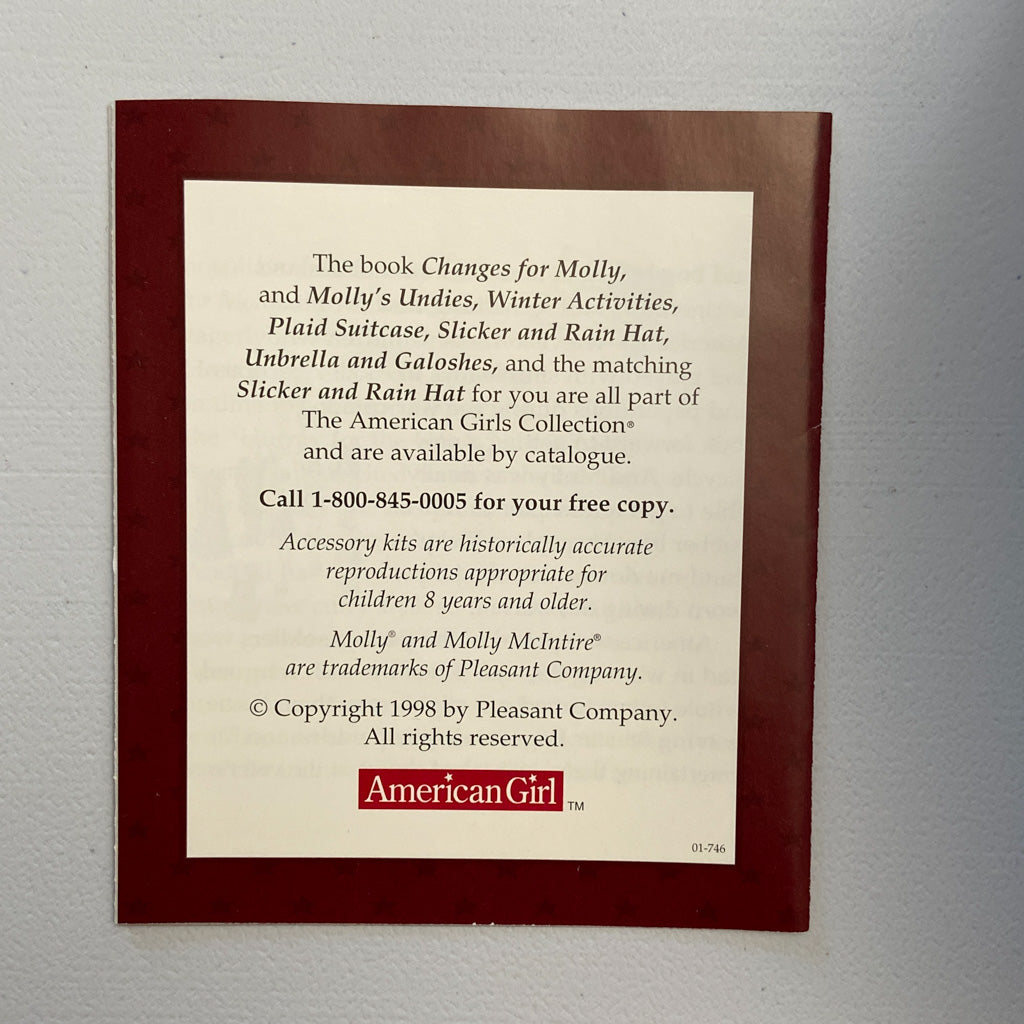 The book Changes for Molly,
and Molly's Undies, Winter Activities,
Plaid Suitcase, Slicker and Rain Hat,
Unbrella and Galoshes, and the matching
Slicker and Rain Hat for you are all part of
The American Girls Collection®
and are available by catalogue.
Call 1-800-845-0005 for your free copy.
Accessory kits are historically accurate
reproductions appropriate for
children 8 years and older.
Molly® and Molly McIntire®
are trademarks of Pleasant Company.
© Copyright 1998 by Pleasant Company.
All rights reserved.
American Girl TM
01-746